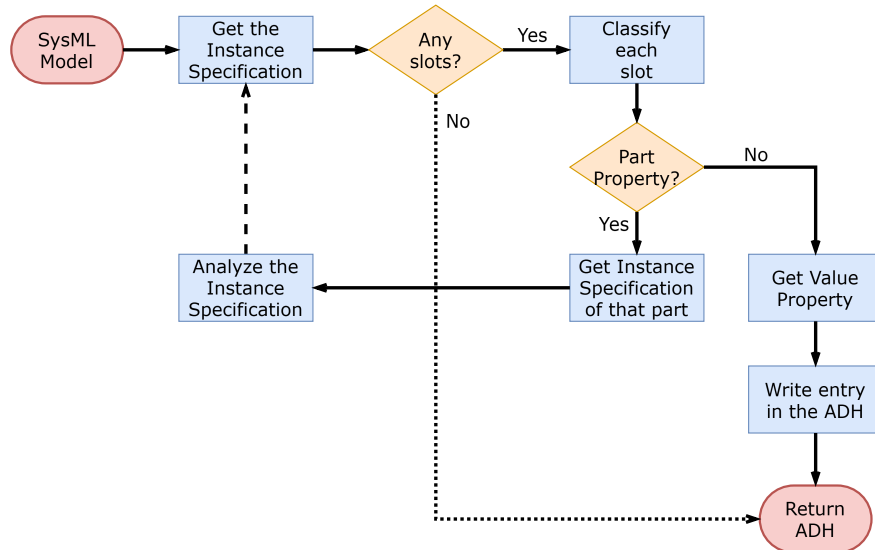 SysML
Model
Get the
Instance
Specification
Any
slots?
Yes
Classify
each
slot
No
Part
Property?
No
Yes
Analyze the
Instance
Specification
Get Instance
Specification
of that part
Get Value
Property
Write entry
in the ADH
Return
ADH